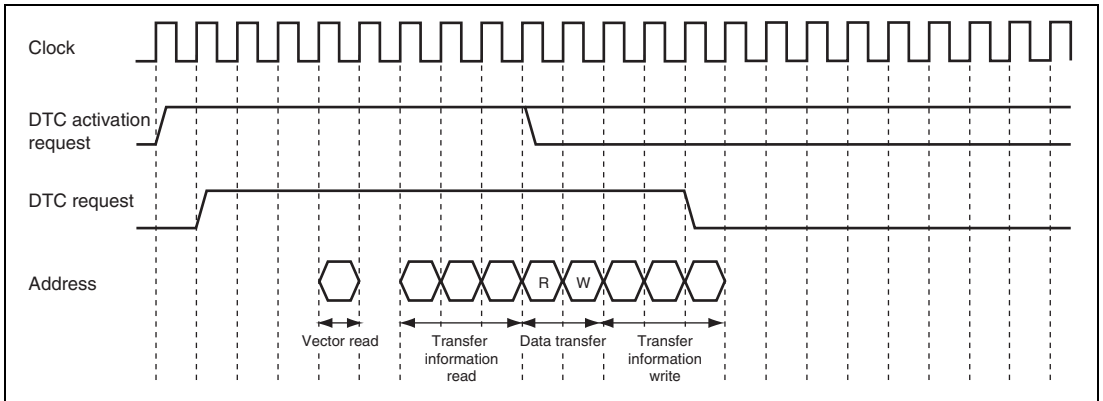 Clock
DTC activation
request
DTC request
Address
R W
Vector read
Transfer
information
read
Data transfer
Transfer
information
write